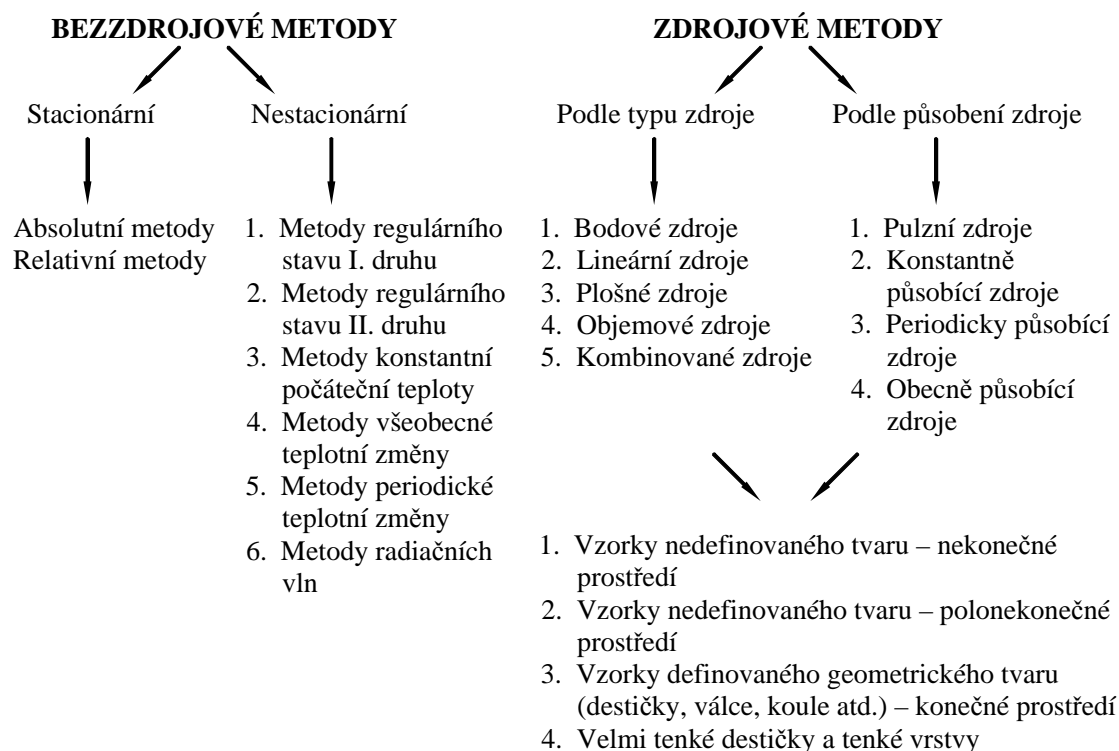 BEZZDROJOVÉ METODY
Stacionární
Nestacionární
Absolutní metody
Relativní metody
1. Metody regulárního
stavu I. druhu
2. Metody regulárního
stavu II. druhu
3. Metody konstantní
počáteční teploty
4. Metody všeobecné
teplotní změny
5. Metody periodické
teplotní změny
6. Metody radiačních
vln
ZDROJOVÉ METODY
Podle typu zdroje
Podle působení zdroje
1. Bodové zdroje
2. Lineární zdroje
3. Plošné zdroje
4. Objemové zdroje
5. Kombinované zdroje
1. Pulzní zdroje
2. Konstantně
působící zdroje
3. Periodicky působící
zdroje
4. Obecně působící
zdroje
1. Vzorky nedefinovaného tvaru – nekonečné
prostředí
2. Vzorky nedefinovaného tvaru – polonekonečné
prostředí
3. Vzorky definovaného geometrického tvaru
(destičky, válce, koule atd.) – konečné prostředí
4. Velmi tenké destičky a tenké vrstvy